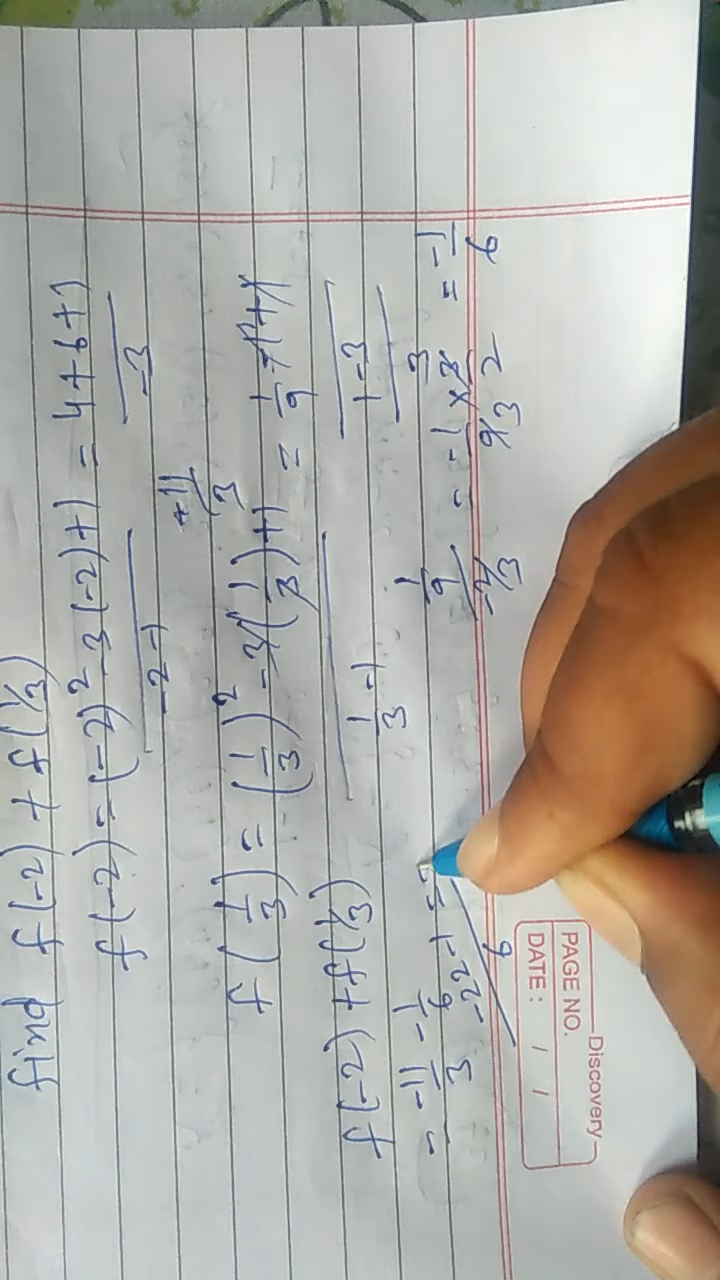 find f(-2) + f(1/3)
f(-2) = (-2)² - 3(-2)+1 = 4+6+1
-2-1 -3
+11/3
f(1/3) = (1/3)² - 3(1/3)+1 = 1/9 - 1+1
1/3 - 1 1-3
f(-2) + f(1/3) 1/9 = -1/9 × 3/2 = -1/6
-2/3 3
= -11/3 - 1/6
-22-1 =
6
Discovery
PAGE NO.
DATE : / /